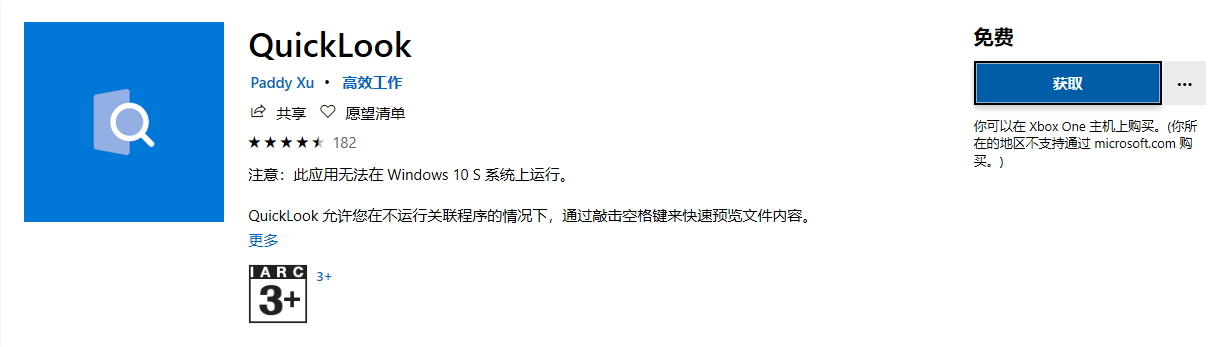 QuickLook
Paddy Xu • 高效工作
共享 愿望清单
182
注意：此应用无法在 Windows 10 S 系统上运行。
QuickLook 允许您在不运行关联程序的情况下，通过敲击空格键来快速预览文件内容。
更多
IARC
3+
3+
免费
获取
...
你可以在 Xbox One 主机上购买。(你所
在的地区不支持通过 microsoft.com 购
买。)